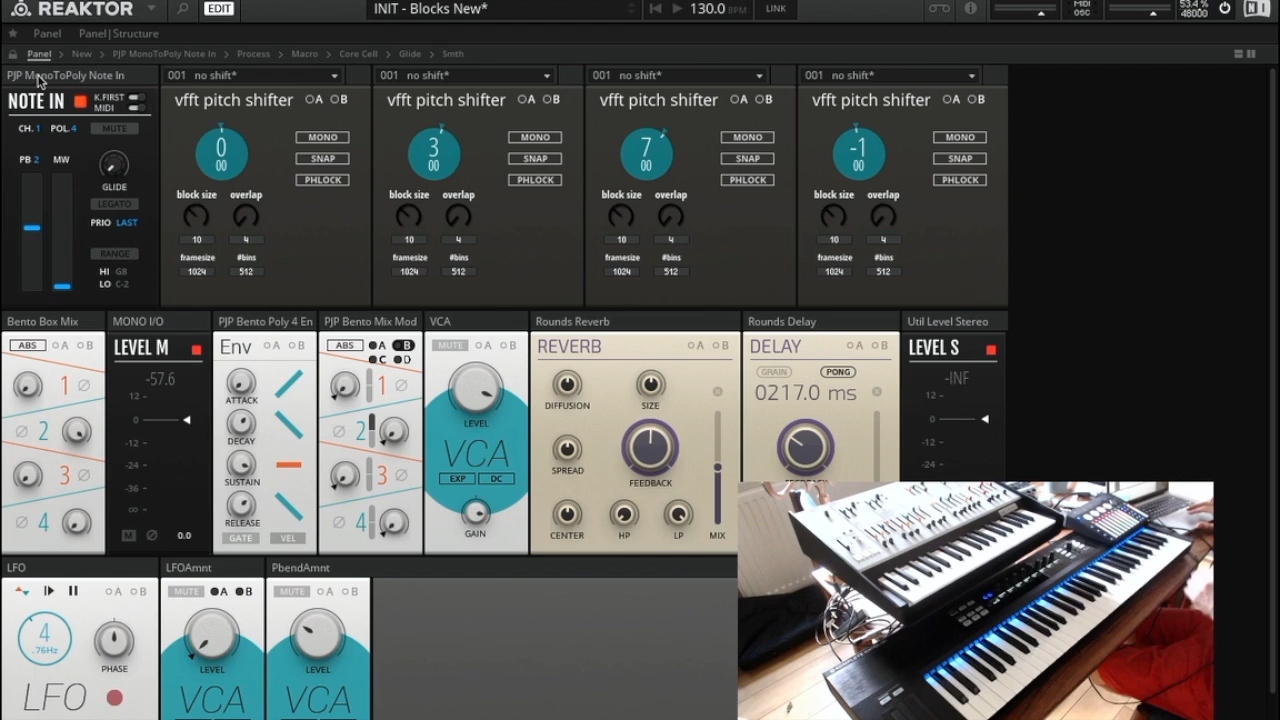 REAKTOR EDIT INIT - Blocks New* 130.0 BPM LINK MIDI OSC 53.4 % 48000
Panel Panel|Structure
Panel New PJP MonoToPoly Note In Process Macro Core Cell Glide Smth
PJP MonoToPoly Note In 001 no shift* 001 no shift* 001 no shift* 001 no shift*
NOTE IN K.FIRST MIDI
CH. 1 POL. 4 MUTE
PB 2 MW
GLIDE
LEGATO
PRIO LAST
RANGE
HI G8
LO C-2
vfft pitch shifter A B
0 00
MONO
SNAP
PHLOCK
block size overlap
10 4
framesize #bins
1024 512
vfft pitch shifter A B
3 00
MONO
SNAP
PHLOCK
block size overlap
10 4
framesize #bins
1024 512
vfft pitch shifter A B
7 00
MONO
SNAP
PHLOCK
block size overlap
10 4
framesize #bins
1024 512
vfft pitch shifter A B
-1 00
MONO
SNAP
PHLOCK
block size overlap
10 4
framesize #bins
1024 512
Bento Box Mix MONO I/O PJP Bento Poly 4 En PJP Bento Mix Mod VCA Rounds Reverb Rounds Delay Util Level Stereo
ABS A B
1
2
3
4
LEVEL M
-57.6
12
0
-12
-24
-36
∞
M 0.0
Env A B
ATTACK
DECAY
SUSTAIN
RELEASE
GATE VEL
ABS A B
C D
1
2
3
4
MUTE A B
LEVEL
VCA
EXP DC
GAIN
REVERB A B
DIFFUSION SIZE
SPREAD
FEEDBACK
CENTER HP LP MIX
DELAY A B
GRAIN PONG
0217.0 ms
LEVEL S
-INF
12
0
-12
-24
LFO LFOAmnt PbendAmnt
A B
4
.76Hz
PHASE
LFO
MUTE A B
LEVEL
VCA
MUTE A B
LEVEL
VCA